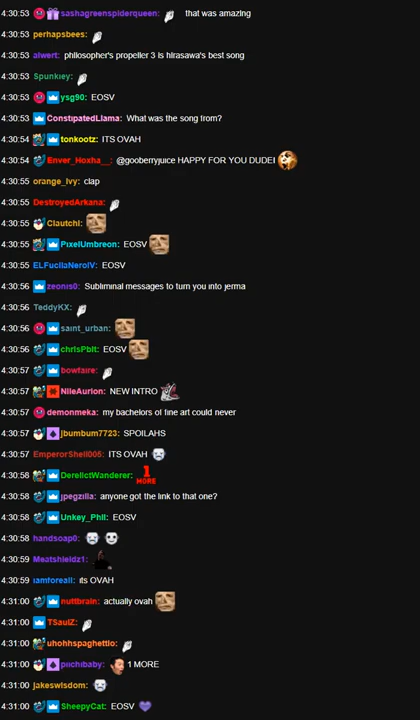 4:30:53 sashagreenspiderqueen: that was amazing
4:30:53 perhapsbees:
4:30:53 alwert: philosopher's propeller 3 is hirasawa's best song
4:30:53 Spunkiey:
4:30:53 ysg90: EOSV
4:30:53 ConstipatedLlama: What was the song from?
4:30:54 tonkootz: ITS OVAH
4:30:54 Enver_Hoxha__: @gooberryjuice HAPPY FOR YOU DUDE!
4:30:55 orange_ivy: clap
4:30:55 DestroyedArkana:
4:30:55 Clautchi:
4:30:55 PixelUmbreon: EOSV
4:30:55 ELFucilaNeroIV: EOSV
4:30:56 zeonis0: Subliminal messages to turn you into jerma
4:30:56 TeddyKX:
4:30:56 saint_urban:
4:30:56 chrisPbit: EOSV
4:30:57 bowfaire:
4:30:57 NileAurion: NEW INTRO
4:30:57 demonmeka: my bachelors of fine art could never
4:30:57 jbumbum7723: SPOILAHS
4:30:57 EmperorShell005: ITS OVAH
4:30:58 DerelictWanderer: 1 MORE
4:30:58 jpegzilla: anyone got the link to that one?
4:30:58 Unkey_Phil: EOSV
4:30:58 handsoap0:
4:30:59 Meatshieldz1:
4:30:59 iamforeall: its OVAH
4:31:00 nuttbrain: actually ovah
4:31:00 TSaulZ:
4:31:00 uhohhspaghettio:
4:31:00 piichibaby: 1 MORE
4:31:00 jakeswisdom:
4:31:00 SheepyCat: EOSV